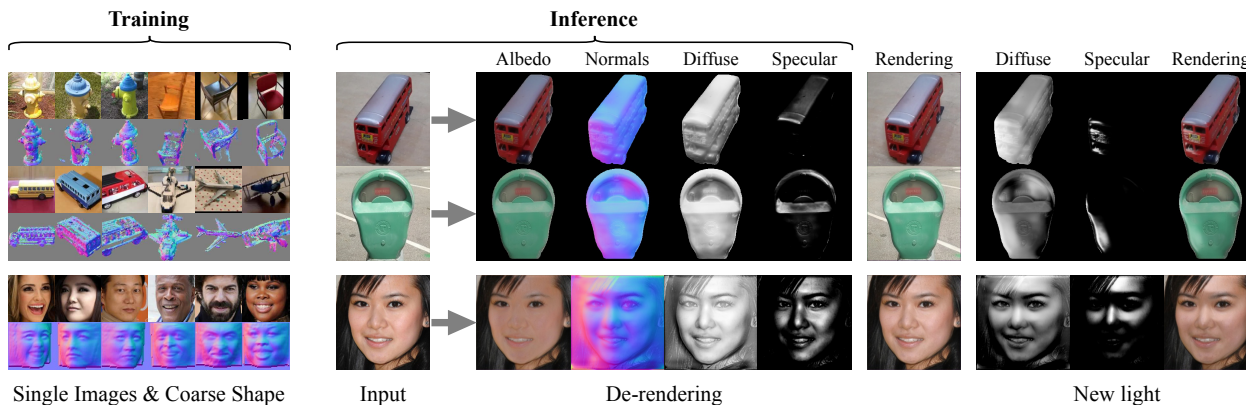 Training
Inference
Albedo Normals Diffuse Specular Rendering Diffuse Specular Rendering
Single Images & Coarse Shape Input De-rendering New light